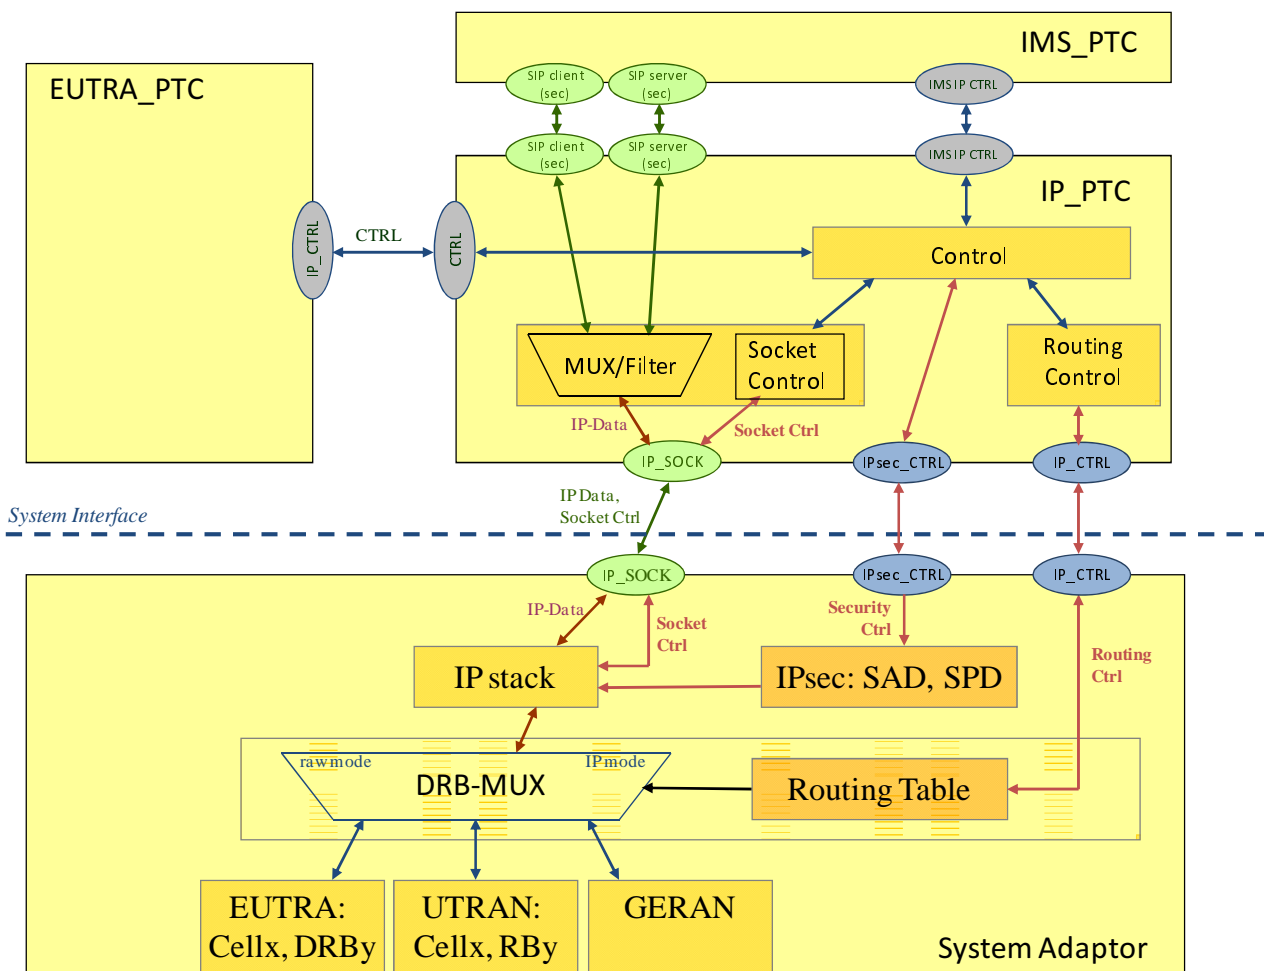 IMS_PTC
EUTRA_PTC
SIP client
(sec)
SIP server
(sec)
IMS IP CTRL
SIP client
(sec)
SIP server
(sec)
IMS IP CTRL
IP_PTC
IP_CTRL
CTRL
CTRL
Control
MUX/Filter
Socket
Control
Routing
Control
IP-Data
Socket Ctrl
IP_SOCK
IPsec_CTRL
IP_CTRL
IP Data,
Socket Ctrl
System Interface
IP_SOCK
IPsec_CTRL
IP_CTRL
IP-Data
Socket
Ctrl
Security
Ctrl
Routing
Ctrl
IP stack
IPsec: SAD, SPD
raw mode
IP mode
DRB-MUX
Routing Table
EUTRA:
Cellx, DRBy
UTRAN:
Cellx, RBy
GERAN
System Adaptor